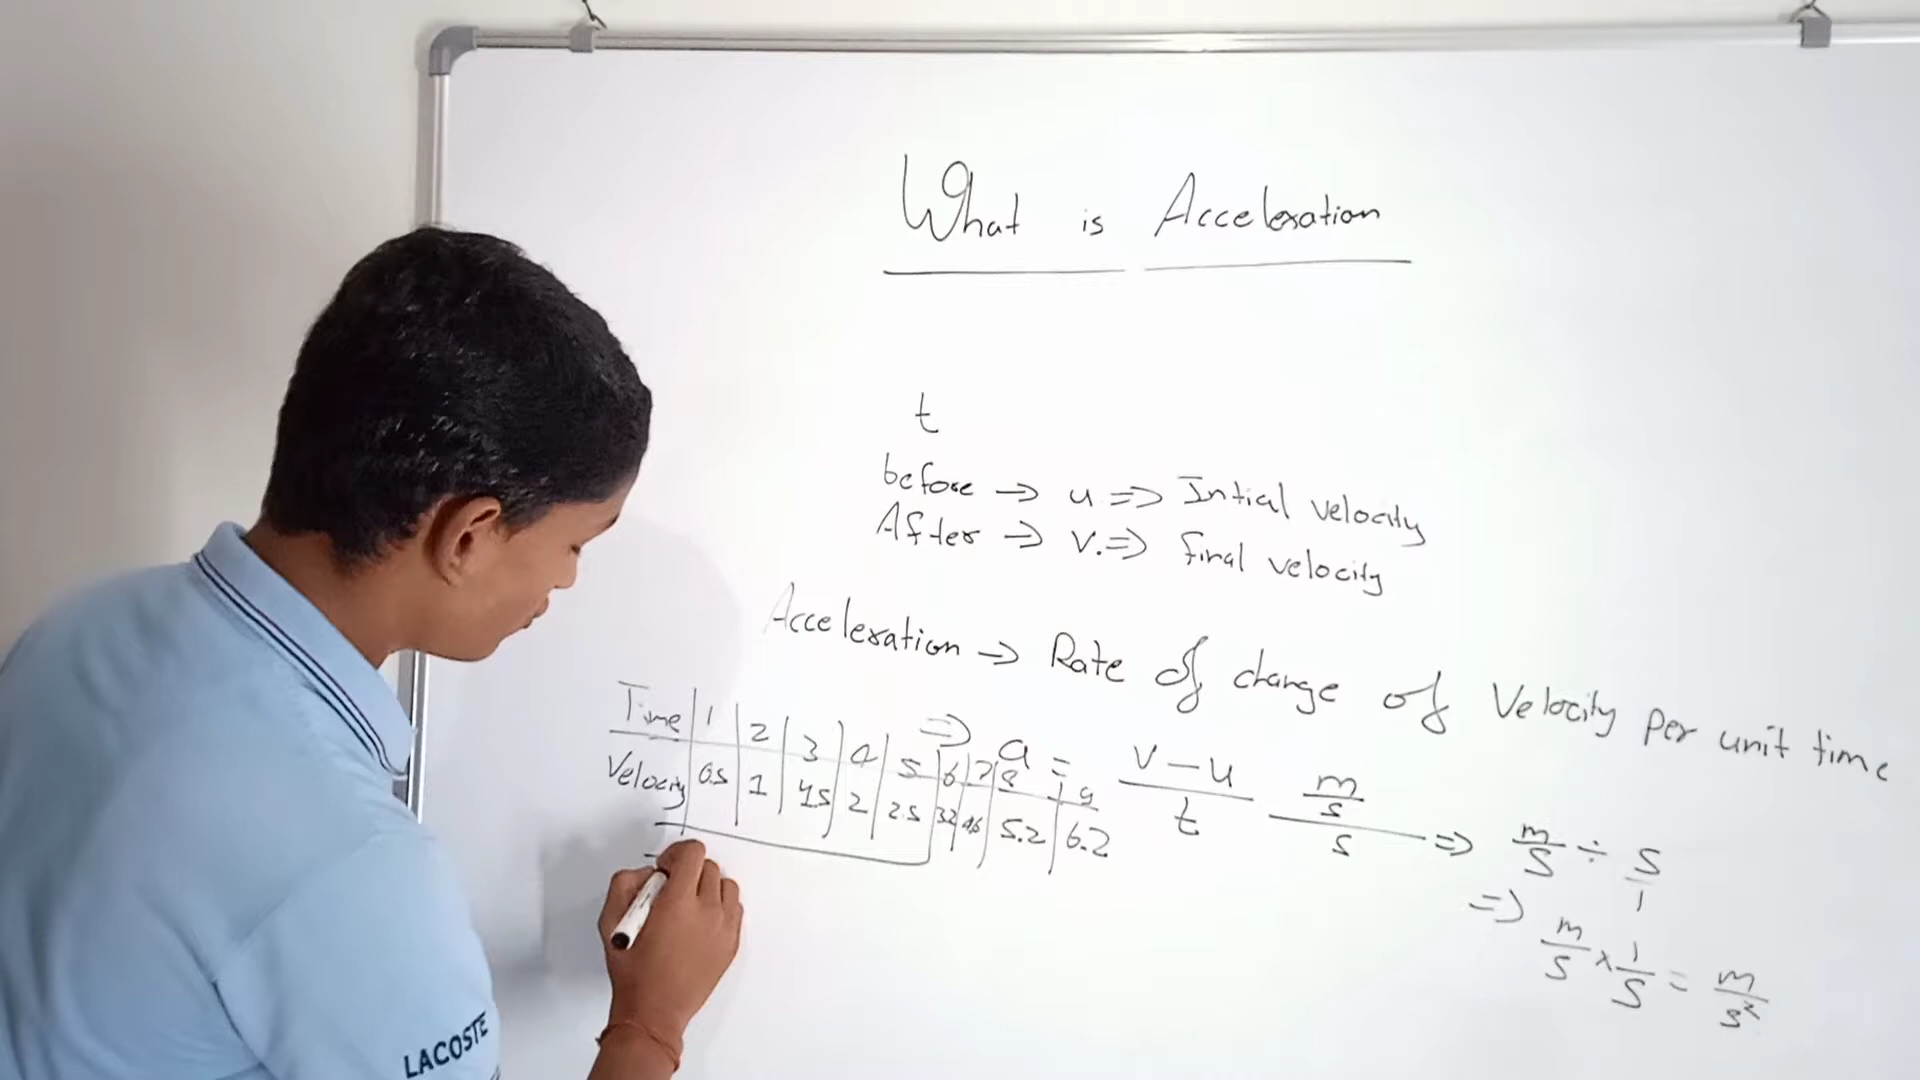 What is Acceleration
t
before → u ⇒ Intial velocity
After → v. ⇒ final velocity
Acceleration → Rate of change of Velocity per unit time
⇒ a = v - u / t
m/s / s ⇒ m/s ÷ s/1
⇒ m/s × 1/s = m/s²
Time | 1 | 2 | 3 | 4 | 5 | 6 | 7 | 8 | 9
Velocity | 0.5 | 1 | 1.5 | 2 | 2.5 | 3.2 | 4.6 | 5.2 | 6.2
LACOSTE